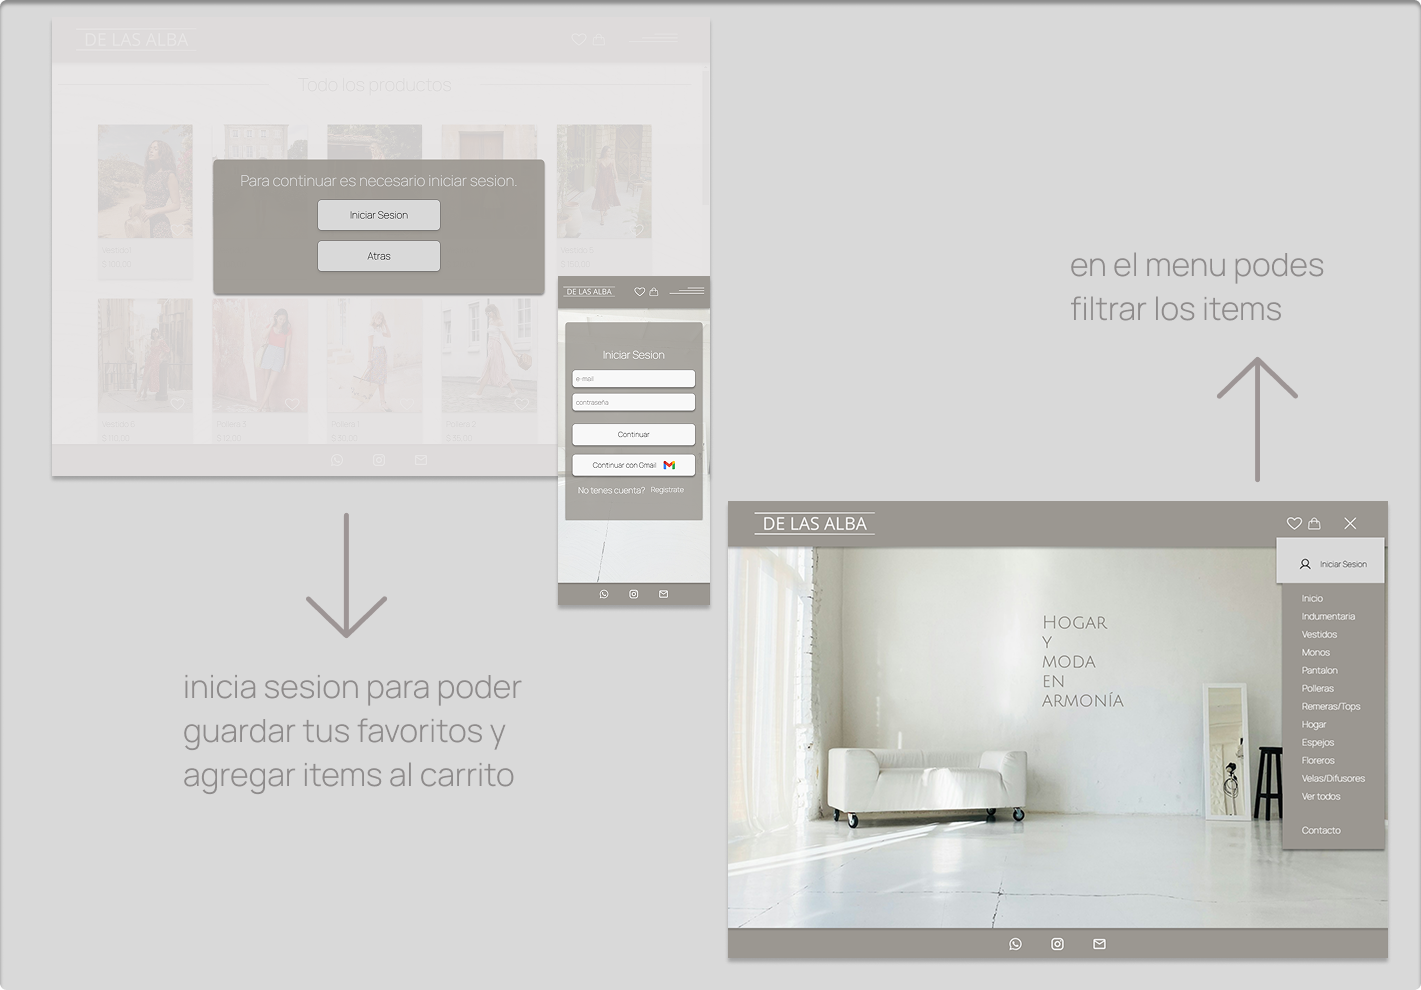 DE LAS ALBA
Todo los productos
Para continuar es necesario iniciar sesion.
Iniciar Sesion
Atras
DE LAS ALBA
Iniciar Sesion
e-mail
contraseña
Continuar
Continuar con Gmail
No tenes cuenta? Registrate
inicia sesion para poder
guardar tus favoritos y
agregar items al carrito
en el menu podes
filtrar los items
DE LAS ALBA
Iniciar Sesion
Inicio
Indumentaria
Vestidos
Monos
Pantalon
Polleras
Remeras/Tops
Hogar
Espejos
Floreros
Velas/Difusores
Ver todos
Contacto
HOGAR
Y
MODA
EN
ARMONÍA